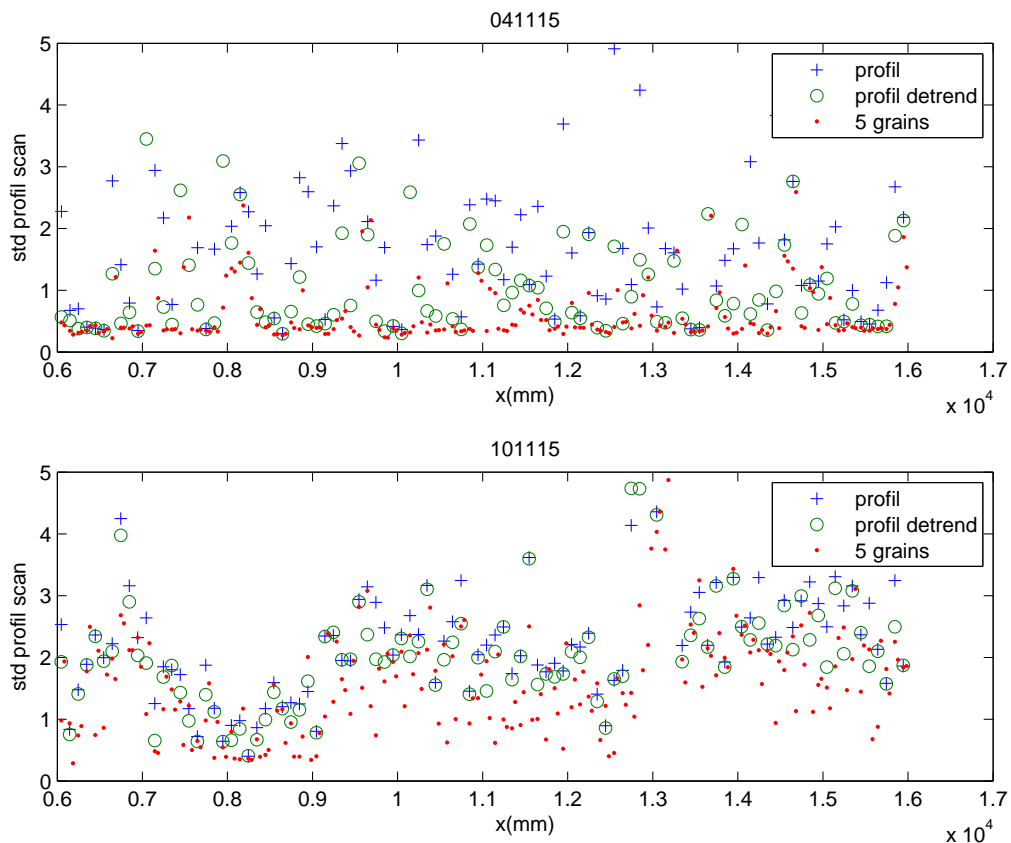 041115
5
4
3
2
1
0
std profil scan
profil
profil detrend
5 grains
0.6 0.7 0.8 0.9 1 1.1 1.2 1.3 1.4 1.5 1.6 1.7
x(mm)
x 10^4
101115
5
4
3
2
1
0
std profil scan
profil
profil detrend
5 grains
0.6 0.7 0.8 0.9 1 1.1 1.2 1.3 1.4 1.5 1.6 1.7
x(mm)
x 10^4